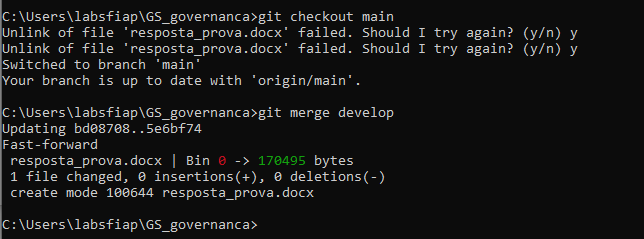 C:\Users\labsfiap\GS_governanca>git checkout main
Unlink of file 'resposta_prova.docx' failed. Should I try again? (y/n) y
Unlink of file 'resposta_prova.docx' failed. Should I try again? (y/n) y
Switched to branch 'main'
Your branch is up to date with 'origin/main'.
C:\Users\labsfiap\GS_governanca>git merge develop
Updating bd08708..5e6bf74
Fast-forward
 resposta_prova.docx | Bin 0 -> 170495 bytes
 1 file changed, 0 insertions(+), 0 deletions(-)
 create mode 100644 resposta_prova.docx
C:\Users\labsfiap\GS_governanca>